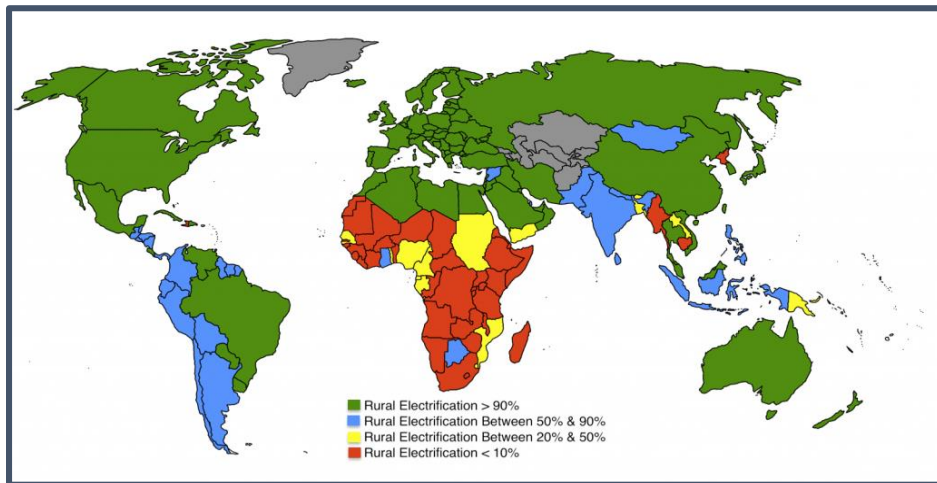 Rural Electrification > 90%
Rural Electrification Between 50% & 90%
Rural Electrification Between 20% & 50%
Rural Electrification < 10%